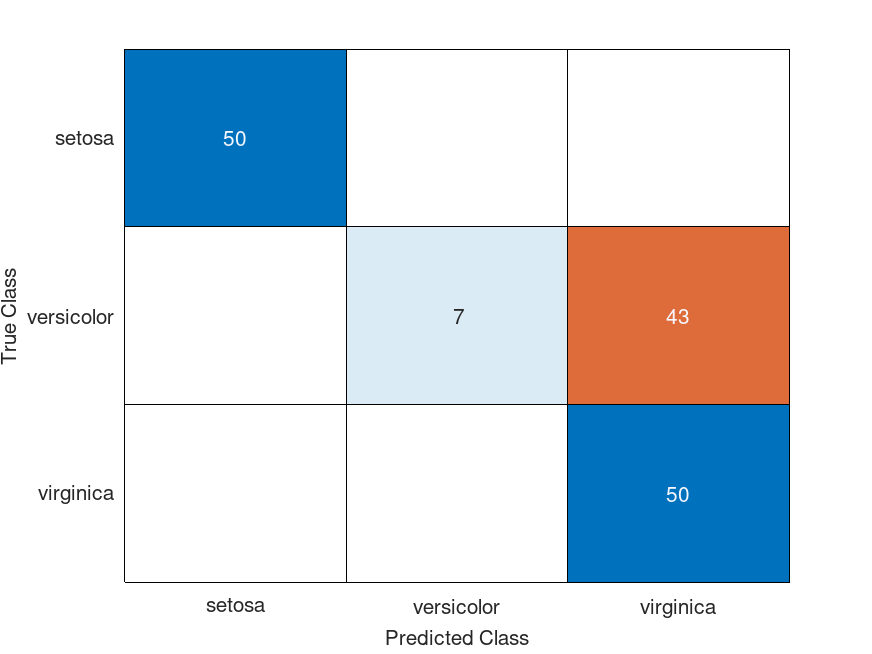 setosa
50
True Class
versicolor
7
43
virginica
50
setosa
versicolor
virginica
Predicted Class